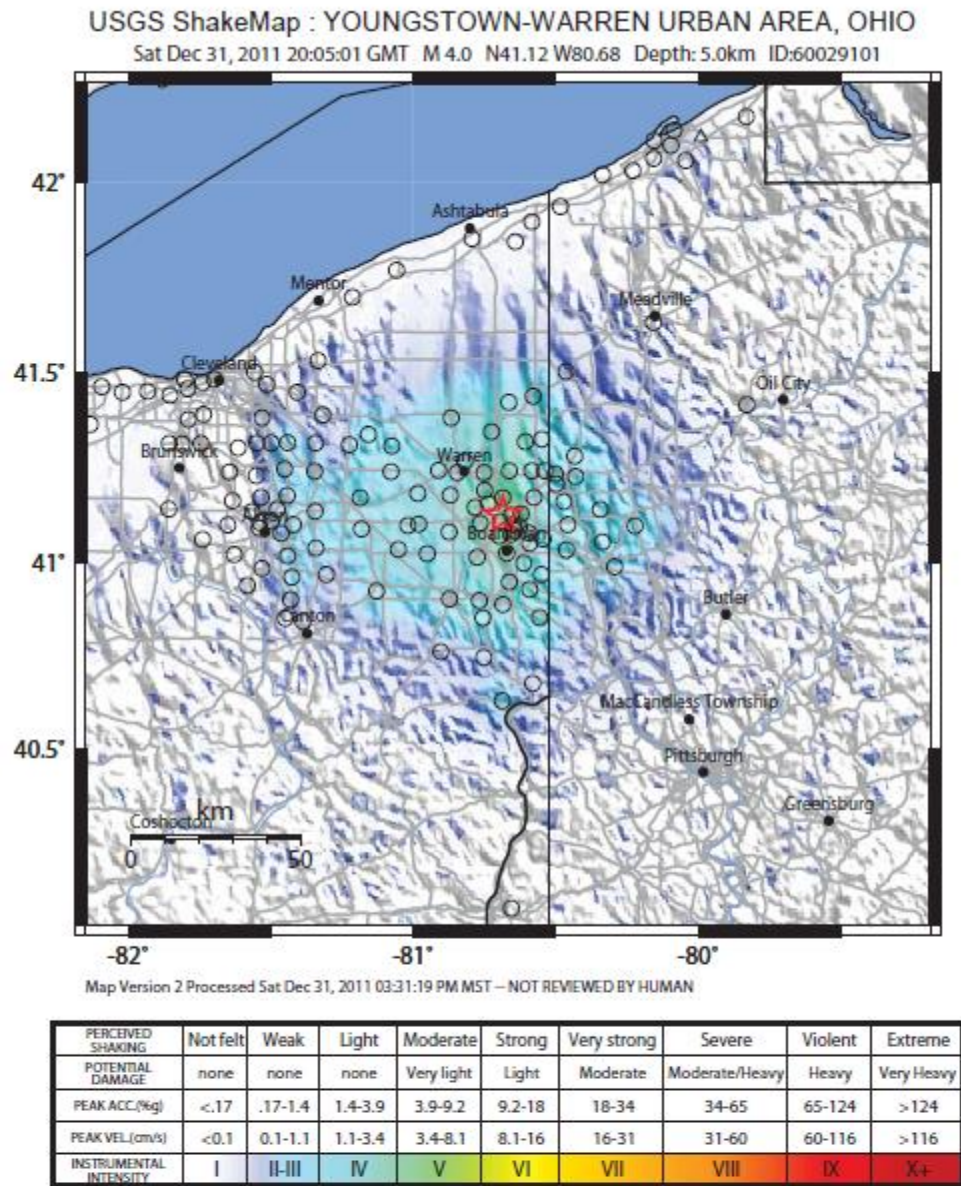 USGS ShakeMap : YOUNGSTOWN-WARREN URBAN AREA, OHIO
Sat Dec 31, 2011 20:05:01 GMT M 4.0 N41.12 W80.68 Depth: 5.0km ID:60029101
42°
Ashtabula
Mentor
Meadville
41.5°
Cleveland
Oil City
Brunswick
Warren
41°
Butler
Canton
MacCandless Township
40.5°
Pittsburgh
km
Greensburg
Coshocton
0 50
-82° -81° -80°
Map Version 2 Processed Sat Dec 31, 2011 03:31:19 PM MST -- NOT REVIEWED BY HUMAN
PERCEIVED SHAKING Not felt Weak Light Moderate Strong Very strong Severe Violent Extreme
POTENTIAL DAMAGE none none none Very light Light Moderate Moderate/Heavy Heavy Very Heavy
PEAK ACC.(%g) <.17 .17-1.4 1.4-3.9 3.9-9.2 9.2-18 18-34 34-65 65-124 >124
PEAK VEL.(cm/s) <0.1 0.1-1.1 1.1-3.4 3.4-8.1 8.1-16 16-31 31-60 60-116 >116
INSTRUMENTAL INTENSITY I II-III IV V VI VII VIII IX X+